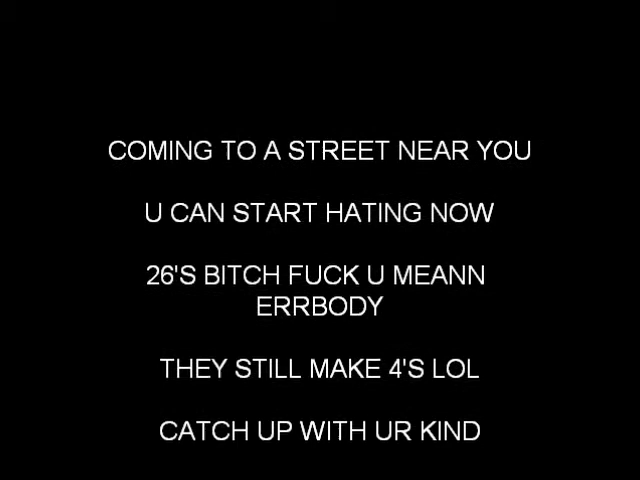 COMING TO A STREET NEAR YOU
U CAN START HATING NOW
26'S BITCH FUCK U MEANN
ERRBODY
THEY STILL MAKE 4'S LOL
CATCH UP WITH UR KIND